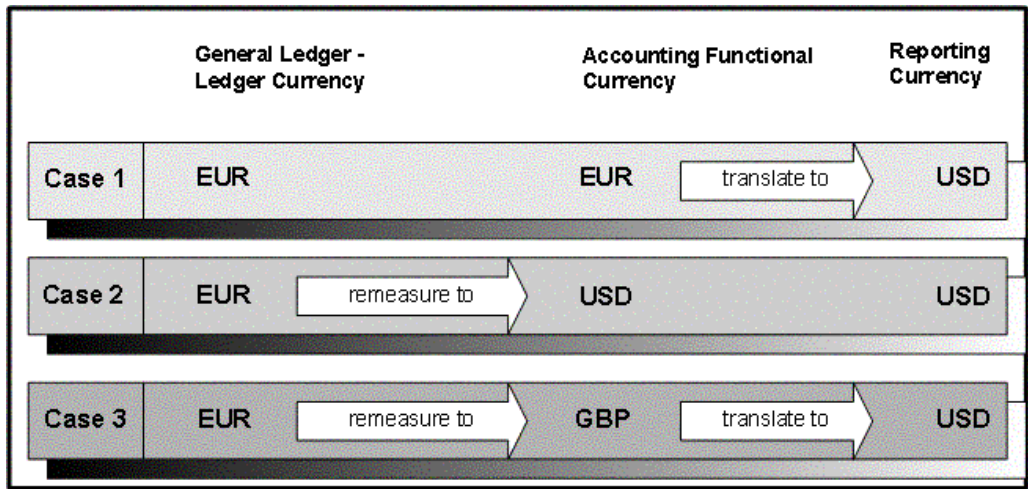 General Ledger -
Ledger Currency
Accounting Functional
Currency
Reporting
Currency
Case 1 EUR EUR translate to USD
Case 2 EUR remeasure to USD USD
Case 3 EUR remeasure to GBP translate to USD